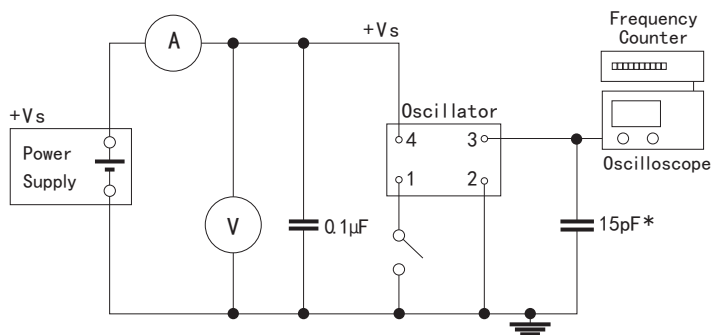 Frequency
Counter
A
+Vs
Oscillator
+Vs
4
3
Power
Supply
1
2
Oscilloscope
V
0.1μF
15pF*